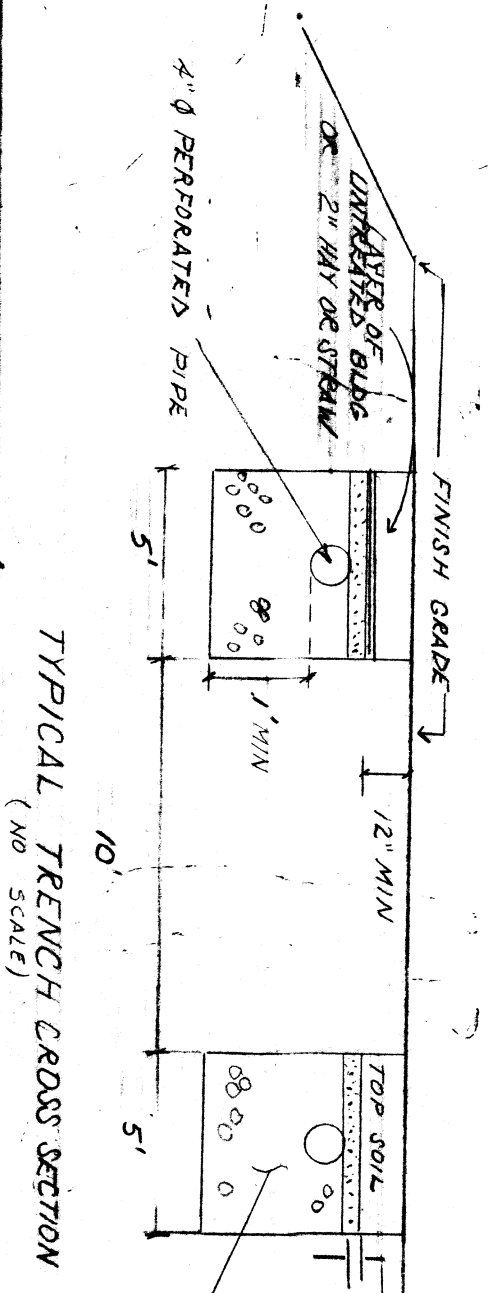 FINISH GRADE
LAYER OF
UNTREATED BLDG
OR 2" HAY OR STRAW
12" MIN
TOP SOIL
4"Ø PERFORATED PIPE
1' MIN
5'
10'
5'
TYPICAL TRENCH CROSS SECTION
(NO SCALE)